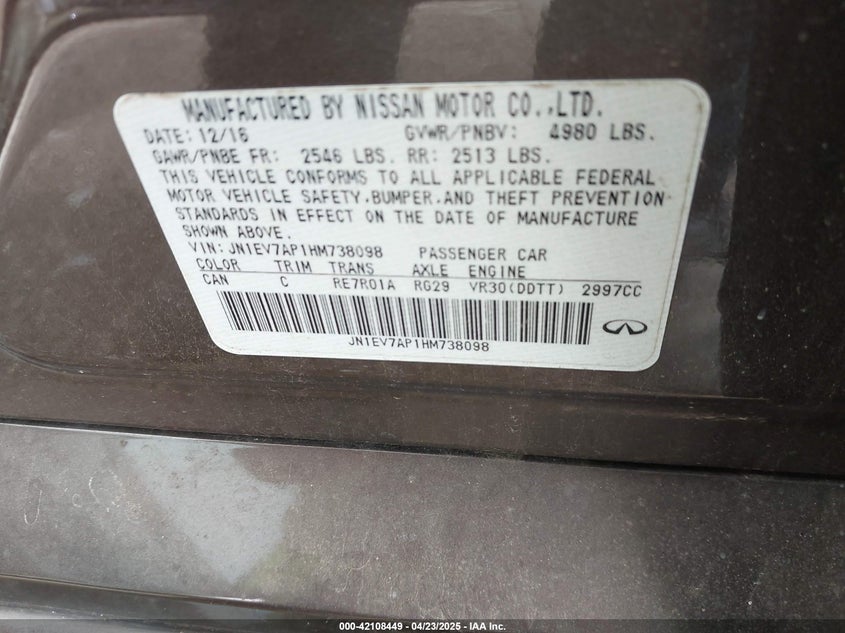 MANUFACTURED BY NISSAN MOTOR CO.,LTD.
DATE: 12/16 GVWR/PNBV: 4980 LBS.
GAWR/PNBE FR: 2546 LBS. RR: 2513 LBS.
THIS VEHICLE CONFORMS TO ALL APPLICABLE FEDERAL
MOTOR VEHICLE SAFETY,BUMPER,AND THEFT PREVENTION
STANDARDS IN EFFECT ON THE DATE OF MANUFACTURE
SHOWN ABOVE.
VIN: JN1EV7AP1HM738098 PASSENGER CAR
COLOR TRIM TRANS AXLE ENGINE
CAN C RE7R01A RG29 VR30(DDTT) 2997CC
JN1EV7AP1HM738098
000-42108449 - 04/23/2025 - IAA Inc.